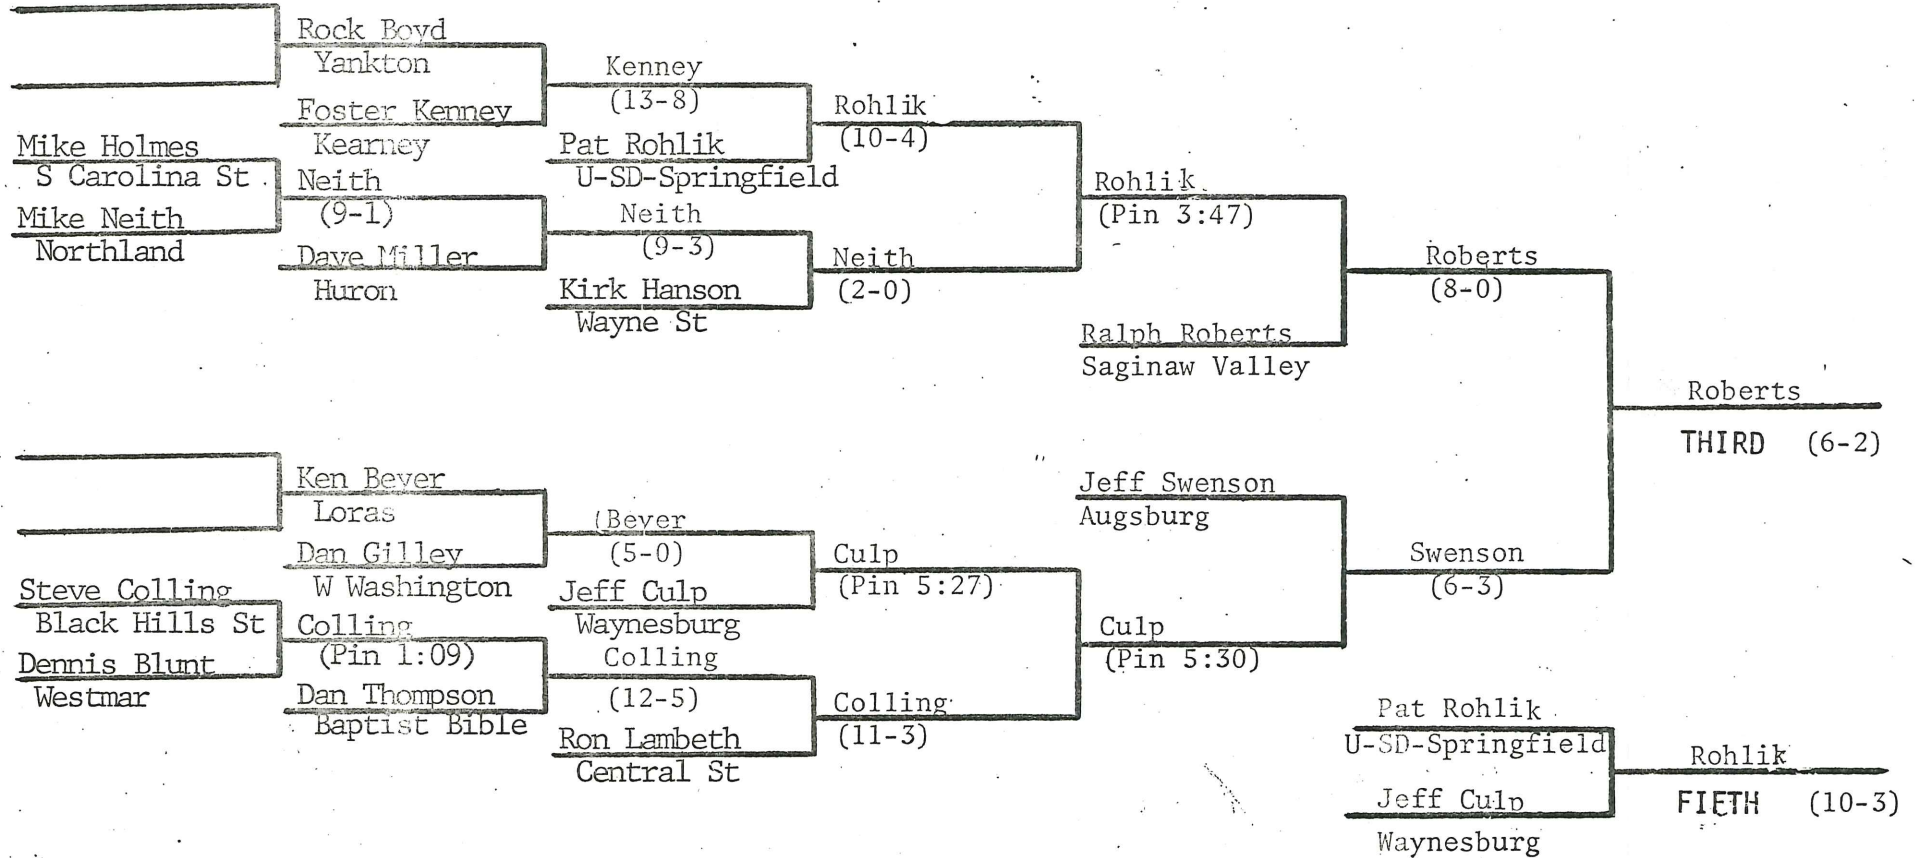 Rock Boyd
Yankton
Kenney
(13-8)
Foster Kenney
Kearney
Rohlik
(10-4)
Mike Holmes
S Carolina St
Pat Rohlik
U-SD-Springfield
Neith
(9-1)
Rohlik
(Pin 3:47)
Mike Neith
Northland
Neith
(9-3)
Dave Miller
Huron
Neith
(2-0)
Roberts
(8-0)
Kirk Hanson
Wayne St
Ralph Roberts
Saginaw Valley
Roberts
THIRD (6-2)
Ken Bever
Loras
Jeff Swenson
Augsburg
(Bever
(5-0)
Dan Gilley
W Washington
Culp
(Pin 5:27)
Swenson
(6-3)
Steve Colling
Black Hills St
Jeff Culp
Waynesburg
Colling
(Pin 1:09)
Culp
(Pin 5:30)
Dennis Blunt
Westmar
Colling
(12-5)
Dan Thompson
Baptist Bible
Colling
(11-3)
Ron Lambeth
Central St
Pat Rohlik
U-SD-Springfield
Rohlik
FIETH (10-3)
Jeff Culp
Waynesburg